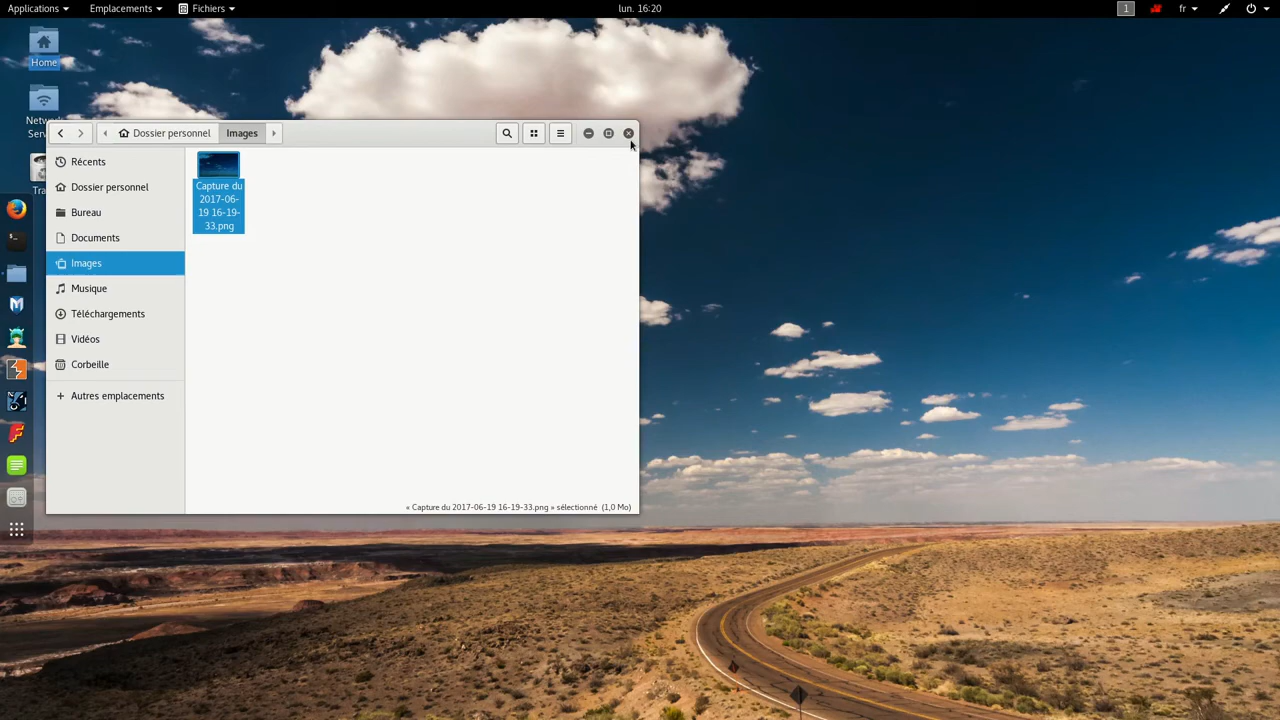 Applications
Emplacements
Fichiers
lun. 16:20
1
fr
Home
Dossier personnel
Images
Récents
Dossier personnel
Bureau
Documents
Images
Musique
Téléchargements
Vidéos
Corbeille
+ Autres emplacements
Capture du
2017-06-
19 16-19-
33.png
« Capture du 2017-06-19 16-19-33.png » sélectionné (1,0 Mo)